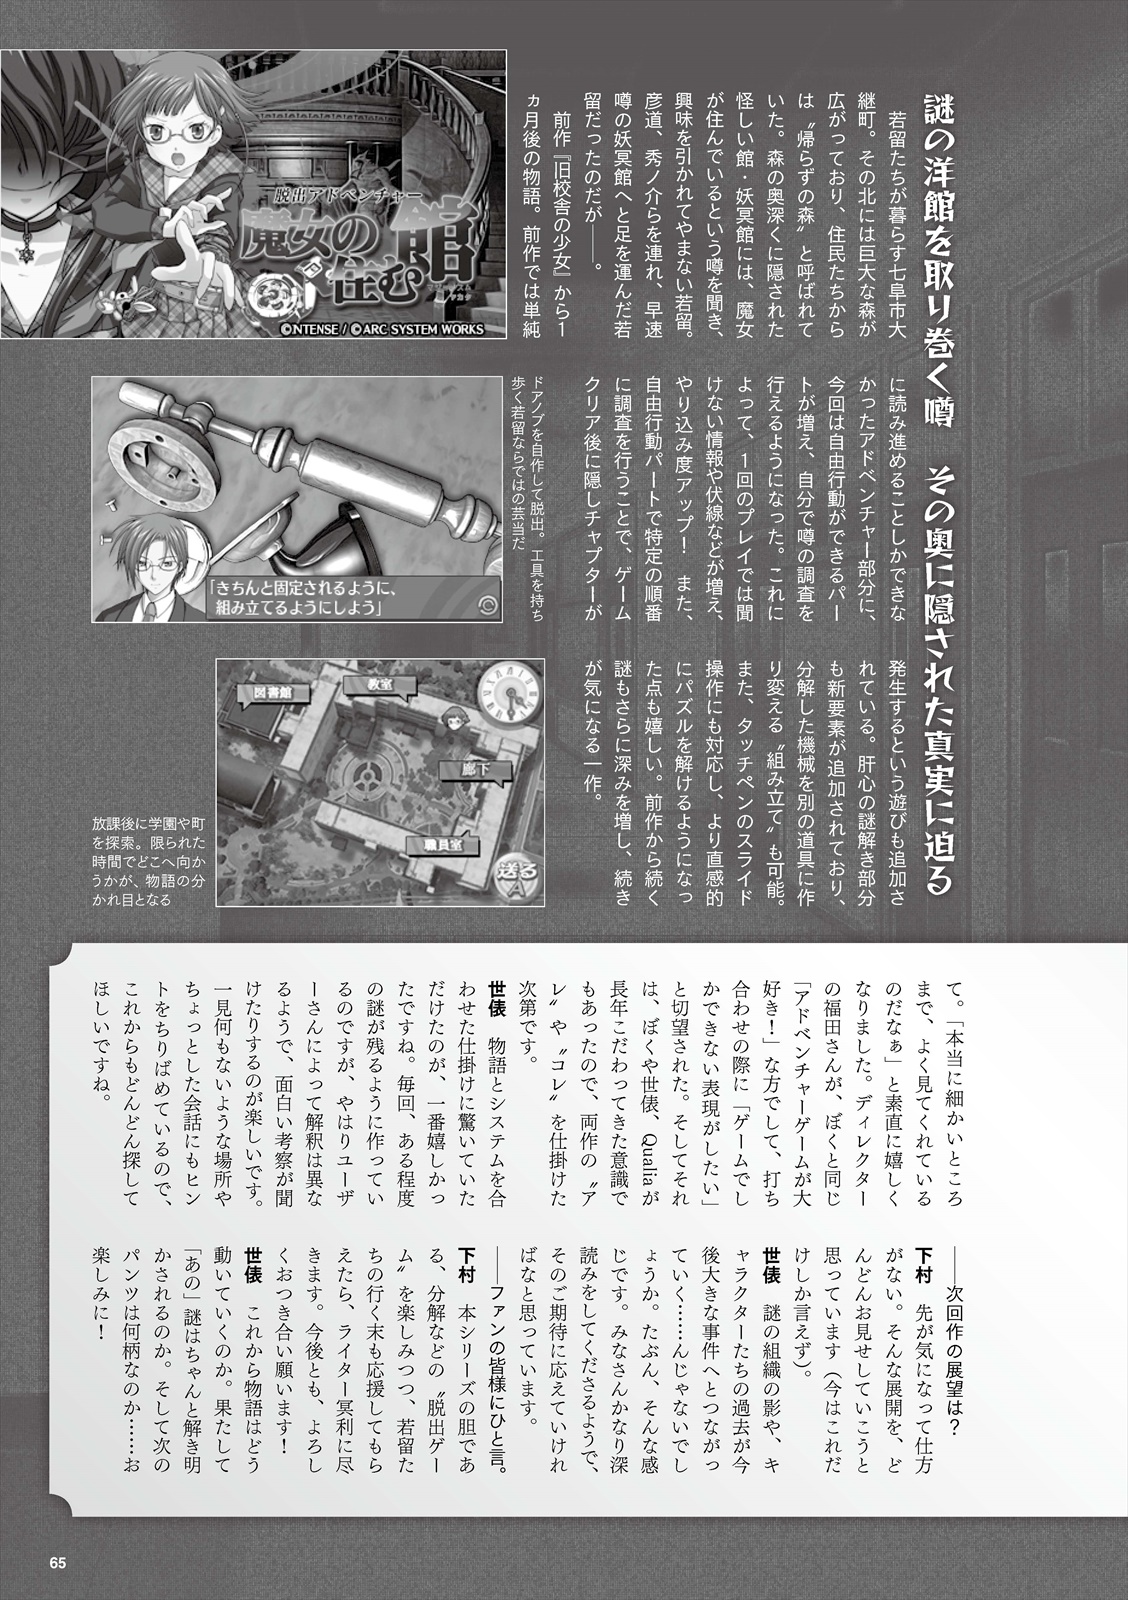 謎の洋館を取り巻く噂　その奥に隠された真実に迫る
　若留たちが暮らす七阜市大
継町。その北には巨大な森が
広がっており、住民たちから
は〝帰らずの森〟と呼ばれて
いた。森の奥深くに隠された
怪しい館・妖冥館には、魔女
が住んでいるという噂を聞き、
興味を引かれてやまない若留。
彦道、秀ノ介らを連れ、早速
噂の妖冥館へと足を運んだ若
留だったのだが――。
　前作『旧校舎の少女』から1
ヵ月後の物語。前作では単純
に読み進めることしかできな
かったアドベンチャー部分に、
今回は自由行動ができるパー
トが増え、自分で噂の調査を
行えるようになった。これに
よって、1回のプレイでは聞
けない情報や伏線などが増え、
やり込み度アップ！　また、
自由行動パートで特定の順番
に調査を行うことで、ゲーム
クリア後に隠しチャプターが
発生するという遊びも追加さ
れている。肝心の謎解き部分
も新要素が追加されており、
分解した機械を別の道具に作
り変える〝組み立て〟も可能。
また、タッチペンのスライド
操作にも対応し、より直感的
にパズルを解けるようになっ
た点も嬉しい。前作から続く
謎もさらに深みを増し、続き
が気になる一作。
脱出アドベンチャー
魔女の住む館
©INTENSE / ©ARC SYSTEM WORKS
ドアノブを自作して脱出。工具を持ち
歩く若留ならではの芸当だ
「きちんと固定されるように、
組み立てるようにしよう」
図書館
教室
廊下
職員室
送る
A
放課後に学園や町
を探索。限られた
時間でどこへ向か
うかが、物語の分
かれ目となる
て。「本当に細かいところ
まで、よく見てくれている
のだなぁ」と素直に嬉しく
なりました。ディレクター
の福田さんが、ぼくと同じ
「アドベンチャーゲームが大
好き！」な方でして、打ち
合わせの際に「ゲームでし
かできない表現がしたい」
と切望された。そしてそれ
は、ぼくや世俵、Qualiaが
長年こだわってきた意識で
もあったので、両作の〝ア
レ〟や〝コレ〟を仕掛けた
次第です。
世俵　物語とシステムを合
わせた仕掛けに驚いていた
だけたのが、一番嬉しかっ
たですね。毎回、ある程度
の謎が残るように作ってい
るのですが、やはりユーザ
ーさんによって解釈は異な
るようで、面白い考察が聞
けたりするのが楽しいです。
一見何もないような場所や
ちょっとした会話にもヒン
トをちりばめているので、
これからもどんどん探して
ほしいですね。
――次回作の展望は？
下村　先が気になって仕方
がない。そんな展開を、ど
んどんお見せしていこうと
思っています（今はこれだ
けしか言えず）。
世俵　謎の組織の影や、キ
ャラクターたちの過去が今
後大きな事件へとつながっ
ていく……んじゃないでし
ょうか。たぶん、そんな感
じです。みなさんかなり深
読みをしてくださるようで、
そのご期待に応えていけれ
ばなと思っています。
――ファンの皆様にひと言。
下村　本シリーズの胆であ
る、分解などの〝脱出ゲー
ム〟を楽しみつつ、若留た
ちの行く末も応援してもら
えたら、ライター冥利に尽
きます。今後とも、よろし
くおつき合い願います！
世俵　これから物語はどう
動いていくのか。果たして
「あの」謎はちゃんと解き明
かされるのか。そして次の
パンツは何柄なのか……お
楽しみに！
65